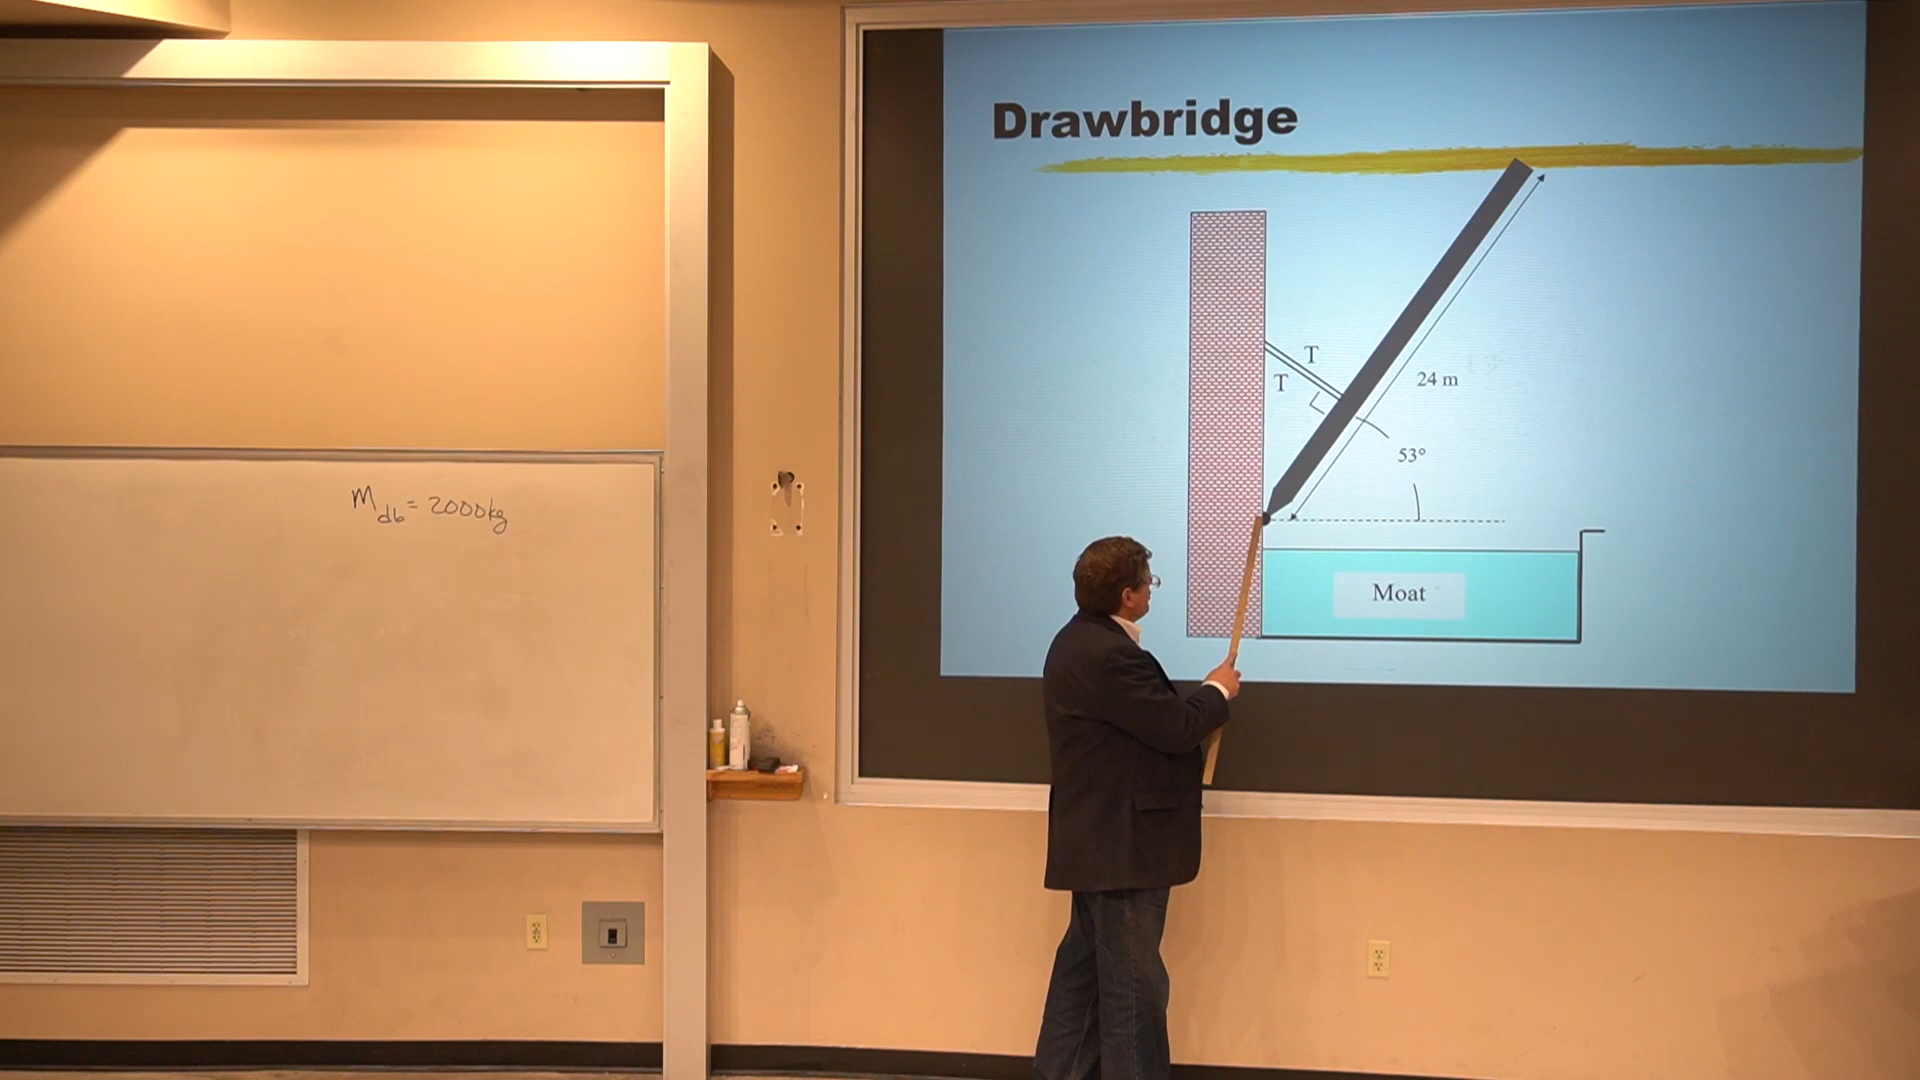 M_db = 2000kg
Drawbridge
T
T
24 m
53°
Moat